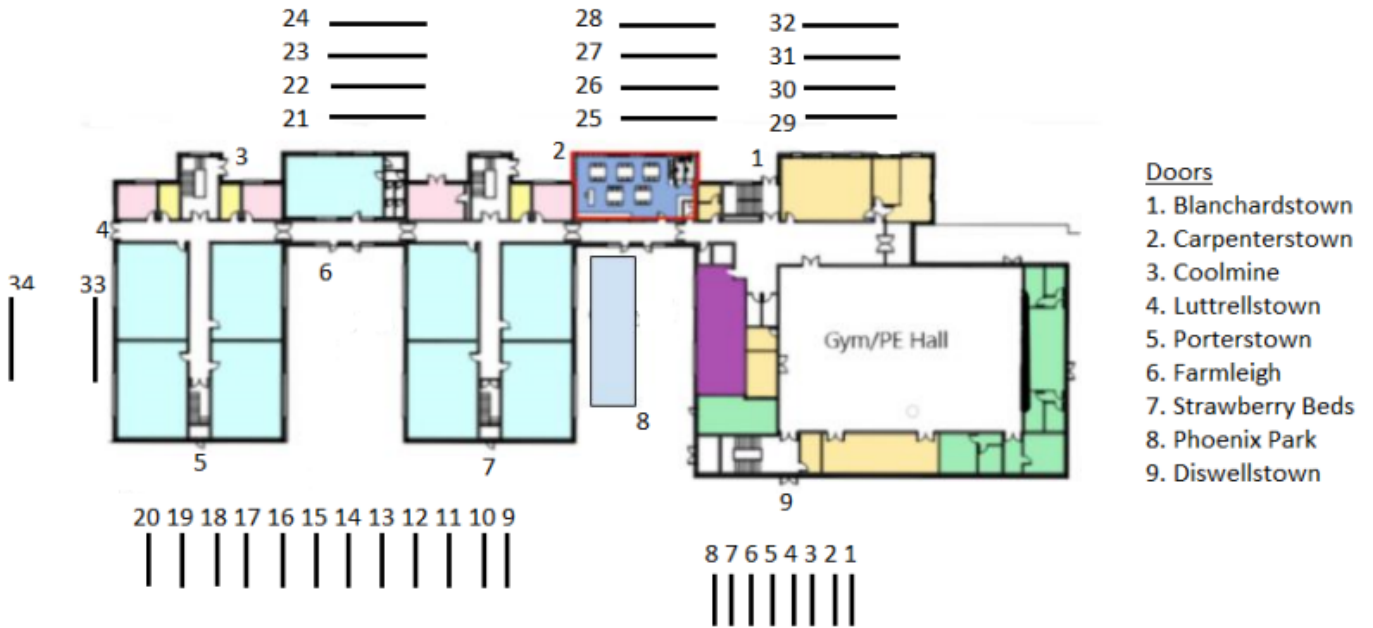 24
28
32
23
27
31
22
26
30
21
25
29
3
2
1
Doors
1. Blanchardstown
2. Carpenterstown
3. Coolmine
4. Luttrellstown
5. Porterstown
6. Farmleigh
7. Strawberry Beds
8. Phoenix Park
9. Diswellstown
4
6
34
33
Gym/PE Hall
8
5
7
9
20 19 18 17 16 15 14 13 12 11 10 9
8 7 6 5 4 3 2 1